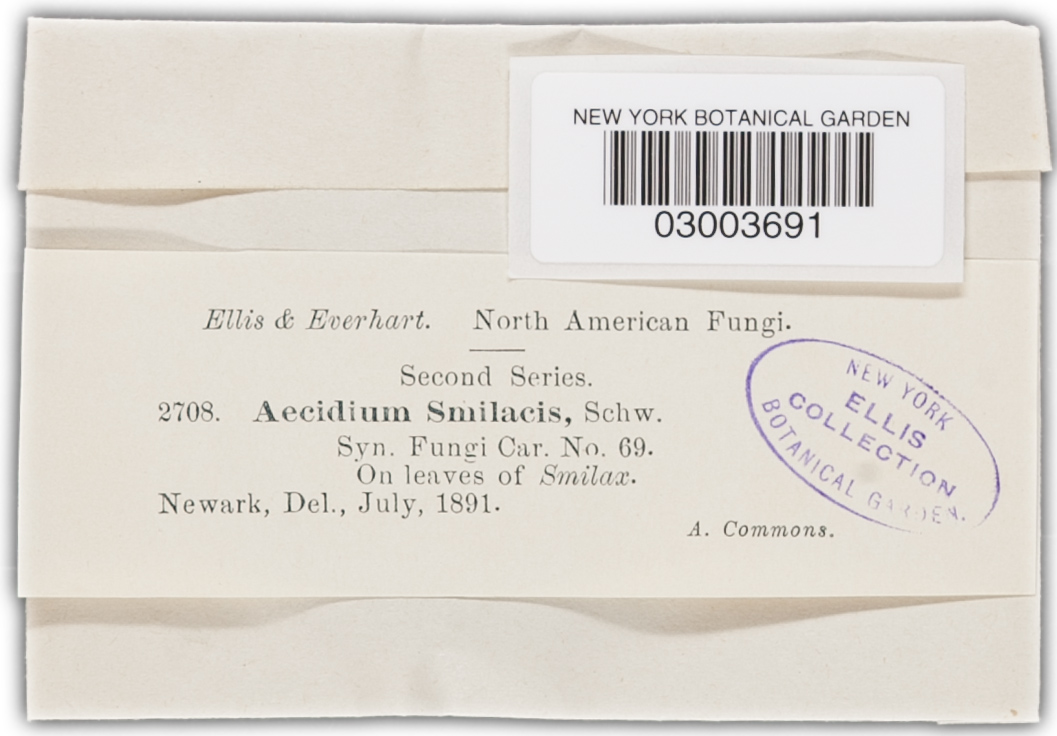 NEW YORK BOTANICAL GARDEN
03003691
Ellis & Everhart. North American Fungi.
Second Series.
2708. Aecidium Smilacis, Schw.
Syn. Fungi Car. No. 69.
On leaves of Smilax.
Newark, Del., July, 1891.
A. Commons.
NEW YORK
ELLIS
COLLECTION
BOTANICAL GARDEN.